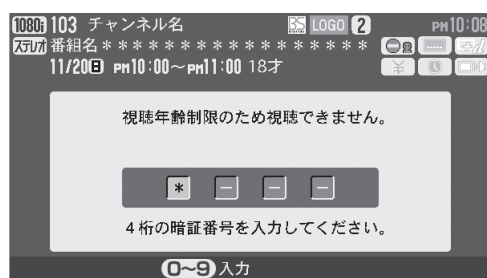 1080i 103 チャンネル名 BS LOGO 2 PM10:08
ステレオ 番組名＊＊＊＊＊＊＊＊＊＊＊＊＊＊＊＊＊＊
11/20日 PM10:00～PM11:00 18才 ¥
視聴年齢制限のため視聴できません。
* － － －
4桁の暗証番号を入力してください。
0～9 入力